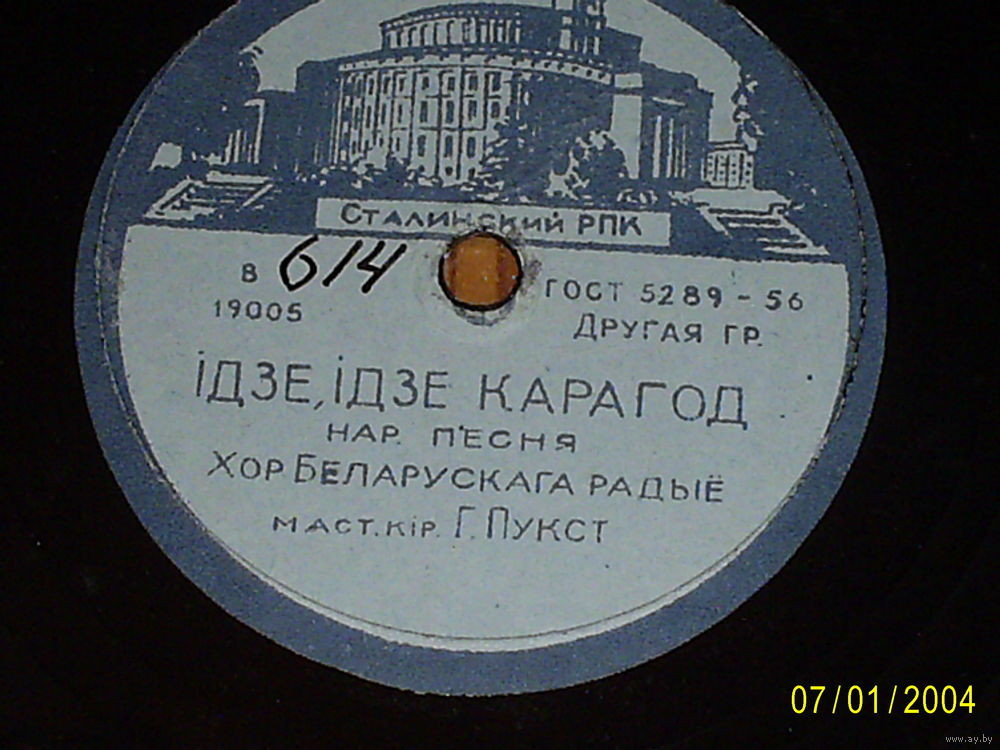 Сталинский РПК
В 614
19005
ГОСТ 5289-56
ДРУГАЯ ГР.
ІДЗЕ, ІДЗЕ КАРАГОД
НАР. П'ЕСНЯ
ХОР БЕЛАРУСКАГА РАДЫЁ
МАСТ. КІР. Г. ПУКСТ
07/01/2004
www.ay.by